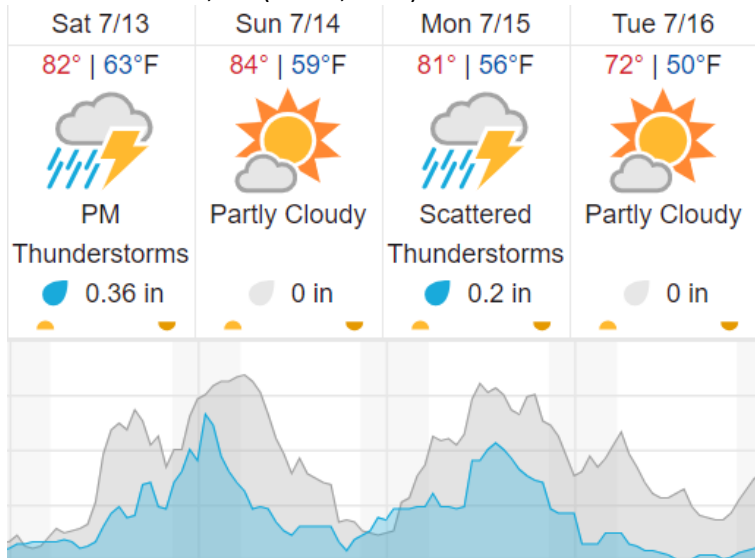 Sat 7/13 Sun 7/14 Mon 7/15 Tue 7/16
82° | 63°F 84° | 59°F 81° | 56°F 72° | 50°F
PM Partly Cloudy Scattered Partly Cloudy
Thunderstorms Thunderstorms
0.36 in 0 in 0.2 in 0 in